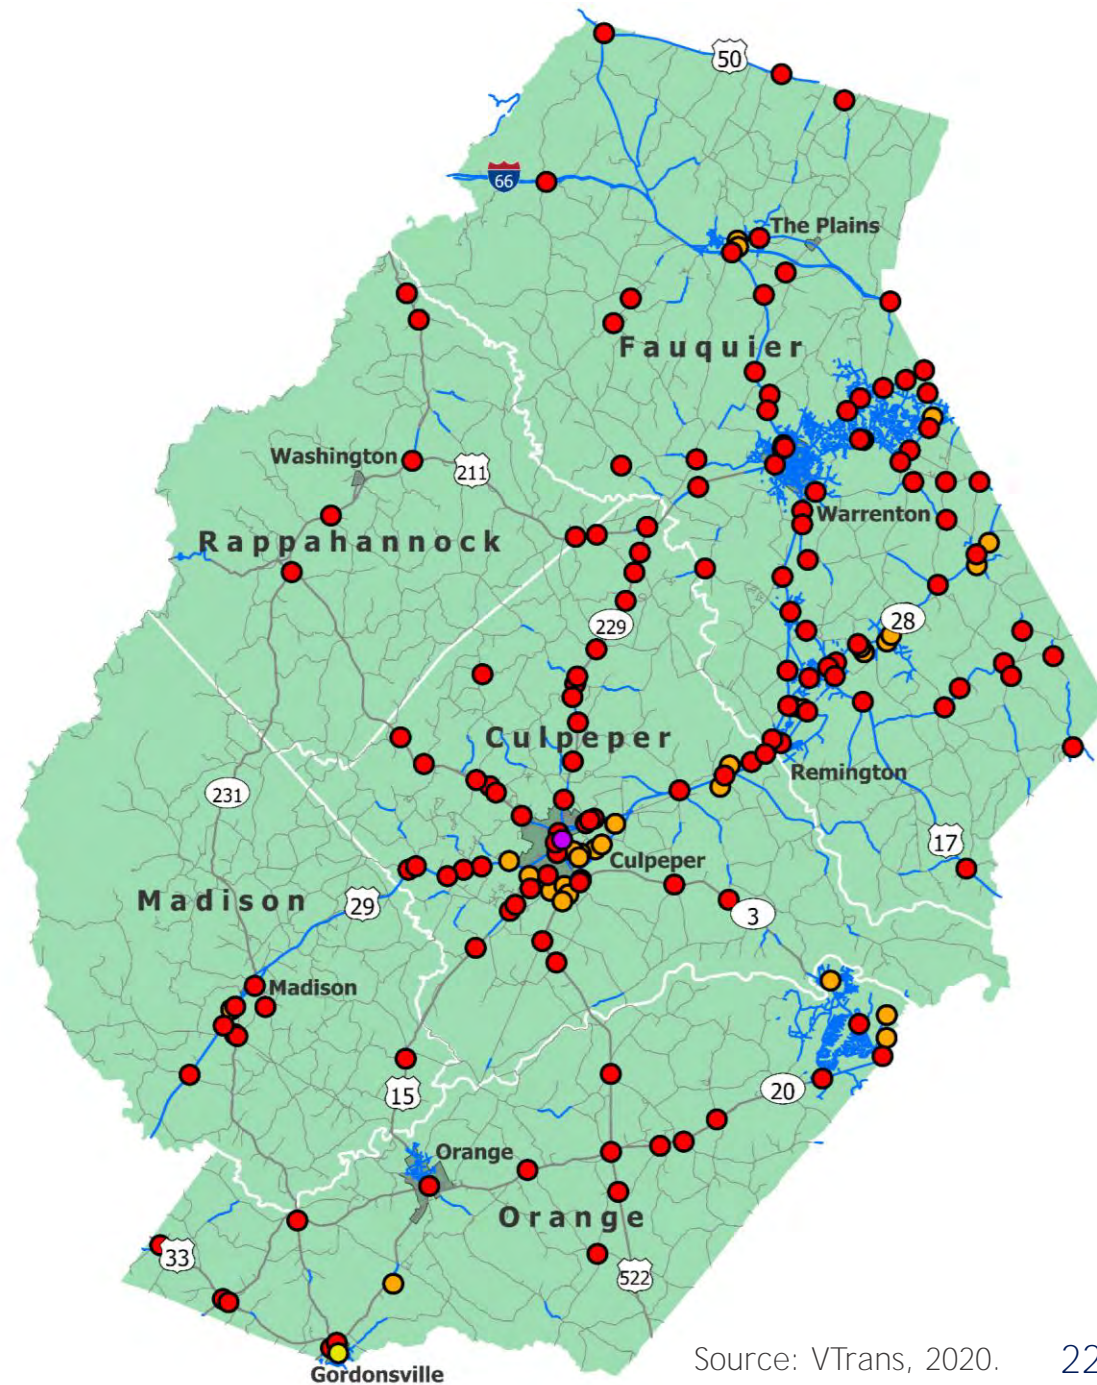 50
66
The Plains
Fauquier
Washington
211
Warrenton
Rappahannock
28
229
Culpeper
Remington
231
17
Culpeper
Madison
29
3
Madison
15
20
Orange
Orange
33
522
Gordonsville
Source: VTrans, 2020.
22